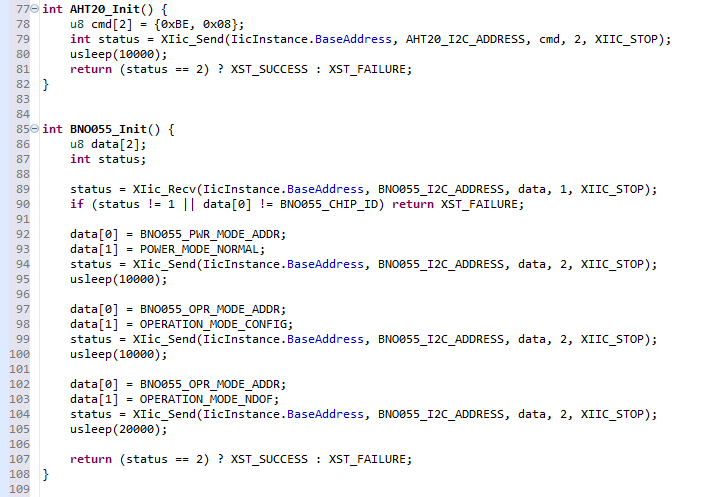 77 int AHT20_Init() {
78     u8 cmd[2] = {0xBE, 0x08};
79     int status = XIic_Send(IicInstance.BaseAddress, AHT20_I2C_ADDRESS, cmd, 2, XIIC_STOP);
80     usleep(10000);
81     return (status == 2) ? XST_SUCCESS : XST_FAILURE;
82 }
83
84
85 int BNO055_Init() {
86     u8 data[2];
87     int status;
88
89     status = XIic_Recv(IicInstance.BaseAddress, BNO055_I2C_ADDRESS, data, 1, XIIC_STOP);
90     if (status != 1 || data[0] != BNO055_CHIP_ID) return XST_FAILURE;
91
92     data[0] = BNO055_PWR_MODE_ADDR;
93     data[1] = POWER_MODE_NORMAL;
94     status = XIic_Send(IicInstance.BaseAddress, BNO055_I2C_ADDRESS, data, 2, XIIC_STOP);
95     usleep(10000);
96
97     data[0] = BNO055_OPR_MODE_ADDR;
98     data[1] = OPERATION_MODE_CONFIG;
99     status = XIic_Send(IicInstance.BaseAddress, BNO055_I2C_ADDRESS, data, 2, XIIC_STOP);
100     usleep(10000);
101
102     data[0] = BNO055_OPR_MODE_ADDR;
103     data[1] = OPERATION_MODE_NDOF;
104     status = XIic_Send(IicInstance.BaseAddress, BNO055_I2C_ADDRESS, data, 2, XIIC_STOP);
105     usleep(20000);
106
107     return (status == 2) ? XST_SUCCESS : XST_FAILURE;
108 }
109